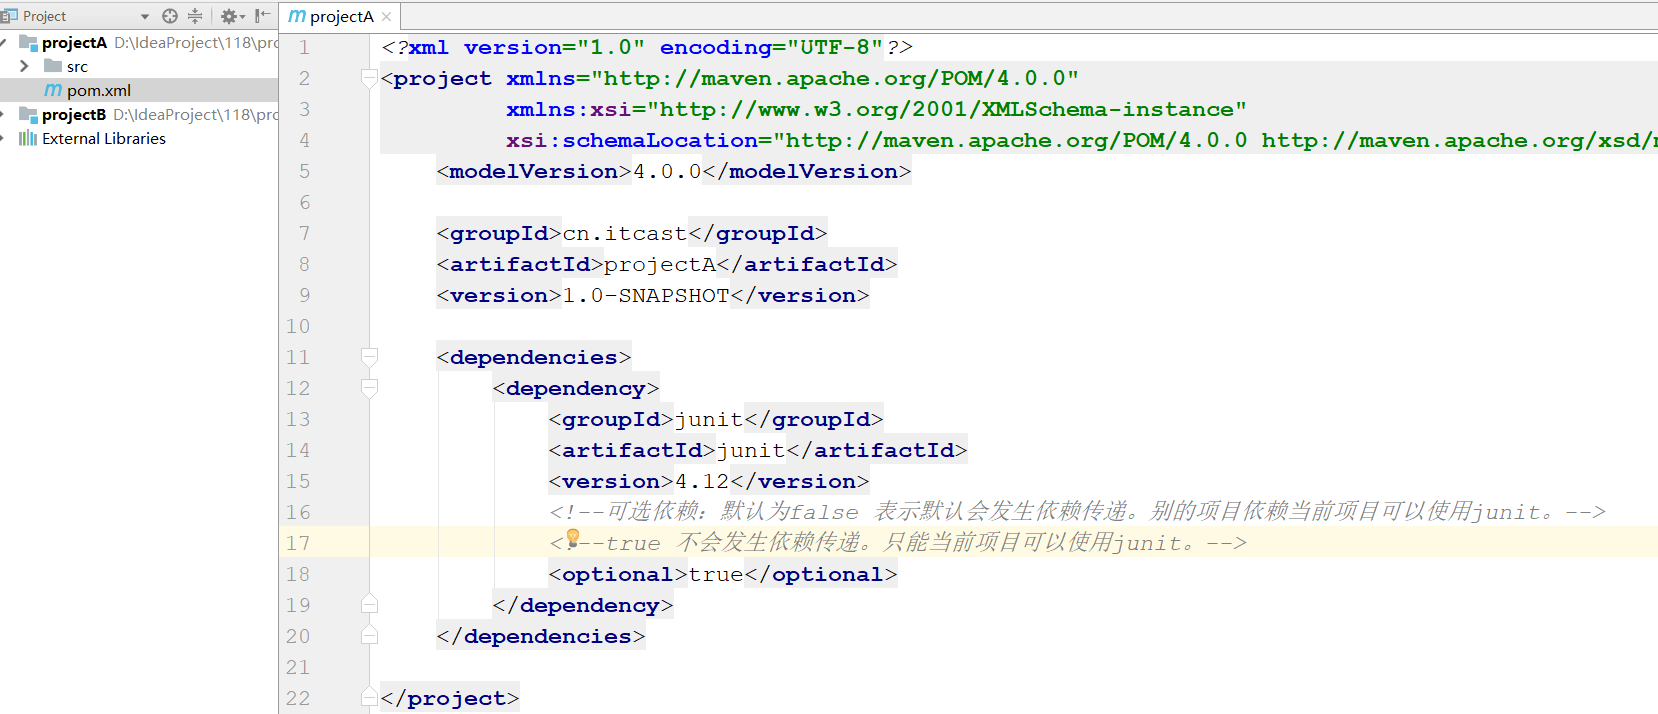 Project
projectA
projectA D:\IdeaProject\118\pro
src
pom.xml
projectB D:\IdeaProject\118\pro
External Libraries
1 <?xml version="1.0" encoding="UTF-8"?>
2 <project xmlns="http://maven.apache.org/POM/4.0.0"
3 xmlns:xsi="http://www.w3.org/2001/XMLSchema-instance"
4 xsi:schemaLocation="http://maven.apache.org/POM/4.0.0 http://maven.apache.org/xsd/
5 <modelVersion>4.0.0</modelVersion>
6
7 <groupId>cn.itcast</groupId>
8 <artifactId>projectA</artifactId>
9 <version>1.0-SNAPSHOT</version>
10
11 <dependencies>
12 <dependency>
13 <groupId>junit</groupId>
14 <artifactId>junit</artifactId>
15 <version>4.12</version>
16 <!--可选依赖：默认为false 表示默认会发生依赖传递。别的项目依赖当前项目可以使用junit。-->
17 <!--true 不会发生依赖传递。只能当前项目可以使用junit。-->
18 <optional>true</optional>
19 </dependency>
20 </dependencies>
21
22 </project>